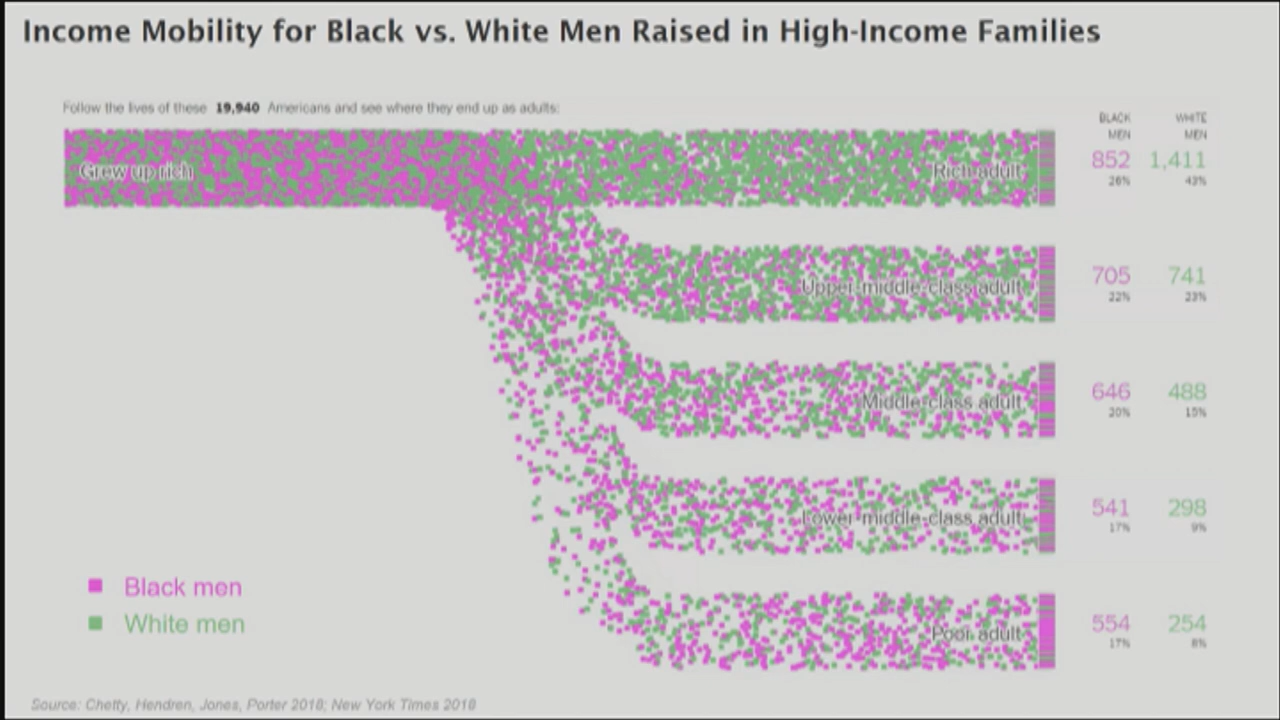 Income Mobility for Black vs. White Men Raised in High-Income Families
Follow the lives of these 19,940 Americans and see where they end up as adults:
BLACK MEN
WHITE MEN
Grew up rich
Rich adult
852 1,411
26% 43%
Upper-middle-class adult
705 741
22% 23%
Middle-class adult
646 488
20% 15%
Lower-middle-class adult
541 298
17% 9%
Poor adult
554 254
17% 8%
Black men
White men
Source: Chetty, Hendren, Jones, Porter 2018; New York Times 2018